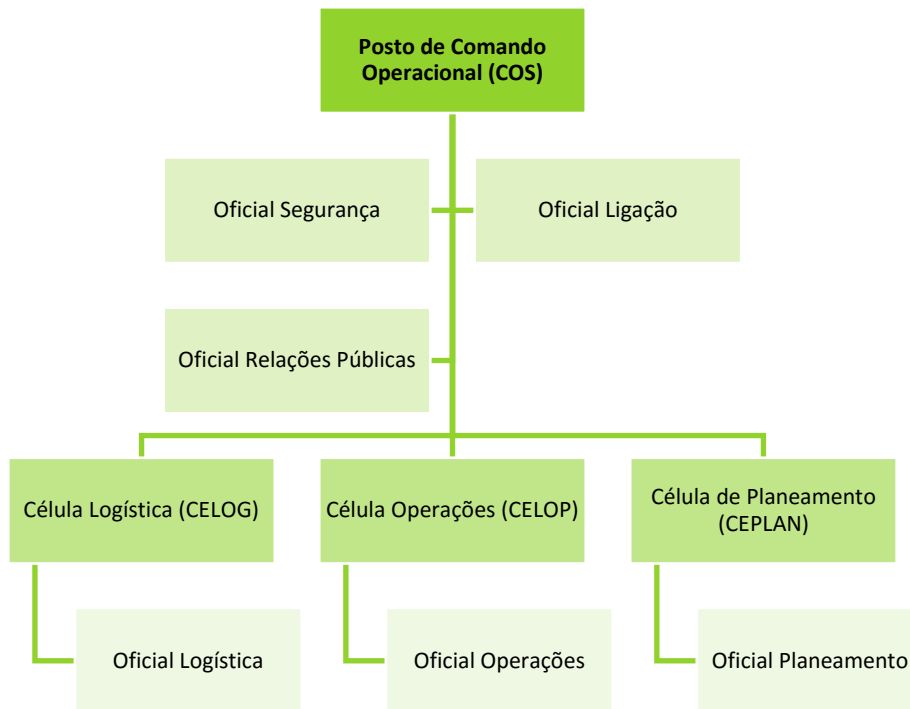 Posto de Comando
Operacional (COS)
Oficial Segurança
Oficial Ligação
Oficial Relações Públicas
Célula Logística (CELOG)
Célula Operações (CELOP)
Célula de Planeamento
(CEPLAN)
Oficial Logística
Oficial Operações
Oficial Planeamento